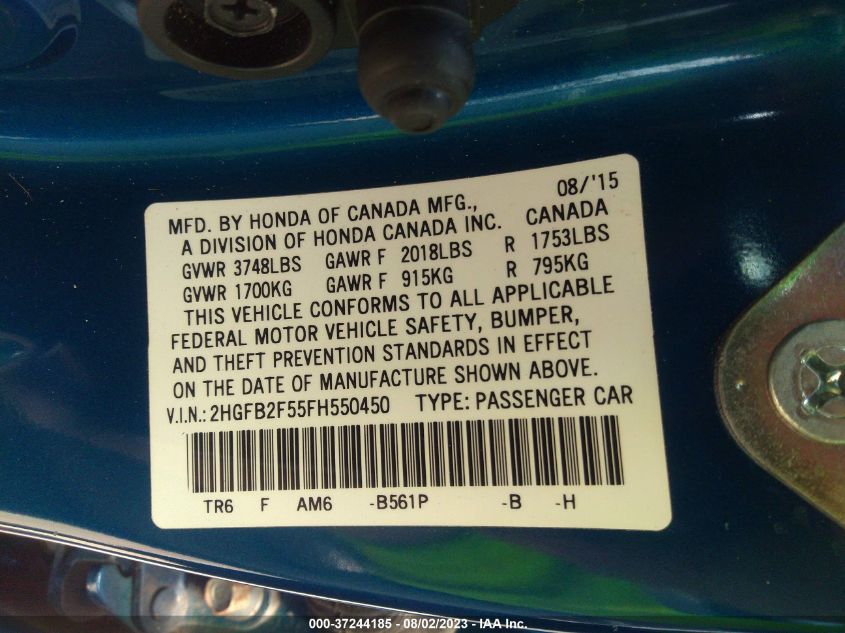 08/'15
MFD. BY HONDA OF CANADA MFG.,
A DIVISION OF HONDA CANADA INC. CANADA
GVWR 3748LBS GAWR F 2018LBS R 1753LBS
GVWR 1700KG GAWR F 915KG R 795KG
THIS VEHICLE CONFORMS TO ALL APPLICABLE
FEDERAL MOTOR VEHICLE SAFETY, BUMPER,
AND THEFT PREVENTION STANDARDS IN EFFECT
ON THE DATE OF MANUFACTURE SHOWN ABOVE.
V.I.N.: 2HGFB2F55FH550450 TYPE: PASSENGER CAR
TR6 F AM6 -B561P -B -H
000-37244185 - 08/02/2023 - IAA Inc.